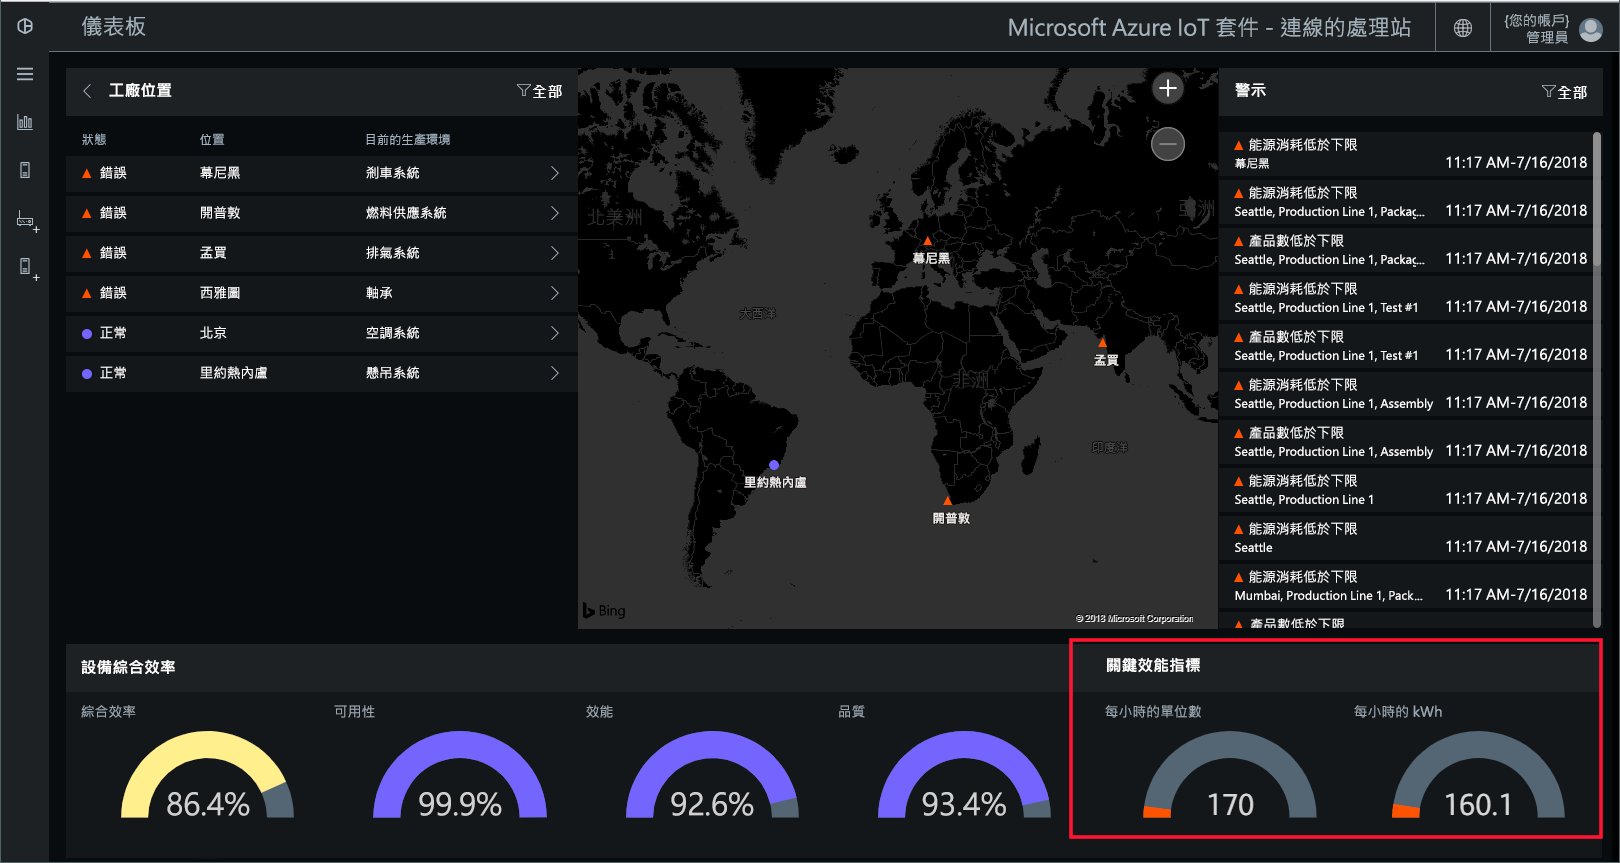 儀表板
Microsoft Azure IoT 套件 - 連線的處理站
{您的帳戶}
管理員
工廠位置
全部
狀態 位置 目前的生產環境
錯誤 幕尼黑 剎車系統
錯誤 開普敦 燃料供應系統
錯誤 孟買 排氣系統
錯誤 西雅圖 軸承
正常 北京 空調系統
正常 里約熱內盧 懸吊系統
北美洲
亞洲
幕尼黑
大西洋
孟買
非洲
印度洋
里約熱內盧
開普敦
Bing
© 2018 Microsoft Corporation
警示
全部
能源消耗低於下限
幕尼黑 11:17 AM-7/16/2018
能源消耗低於下限
Seattle, Production Line 1, Packag... 11:17 AM-7/16/2018
產品數低於下限
Seattle, Production Line 1, Packag... 11:17 AM-7/16/2018
能源消耗低於下限
Seattle, Production Line 1, Test #1 11:17 AM-7/16/2018
產品數低於下限
Seattle, Production Line 1, Test #1 11:17 AM-7/16/2018
能源消耗低於下限
Seattle, Production Line 1, Assembly 11:17 AM-7/16/2018
產品數低於下限
Seattle, Production Line 1, Assembly 11:17 AM-7/16/2018
能源消耗低於下限
Seattle, Production Line 1 11:17 AM-7/16/2018
能源消耗低於下限
Seattle 11:17 AM-7/16/2018
能源消耗低於下限
Mumbai, Production Line 1, Pack... 11:17 AM-7/16/2018
產品數低於下限
設備綜合效率
綜合效率 可用性 效能 品質
86.4% 99.9% 92.6% 93.4%
關鍵效能指標
每小時的單位數 每小時的 kWh
170 160.1